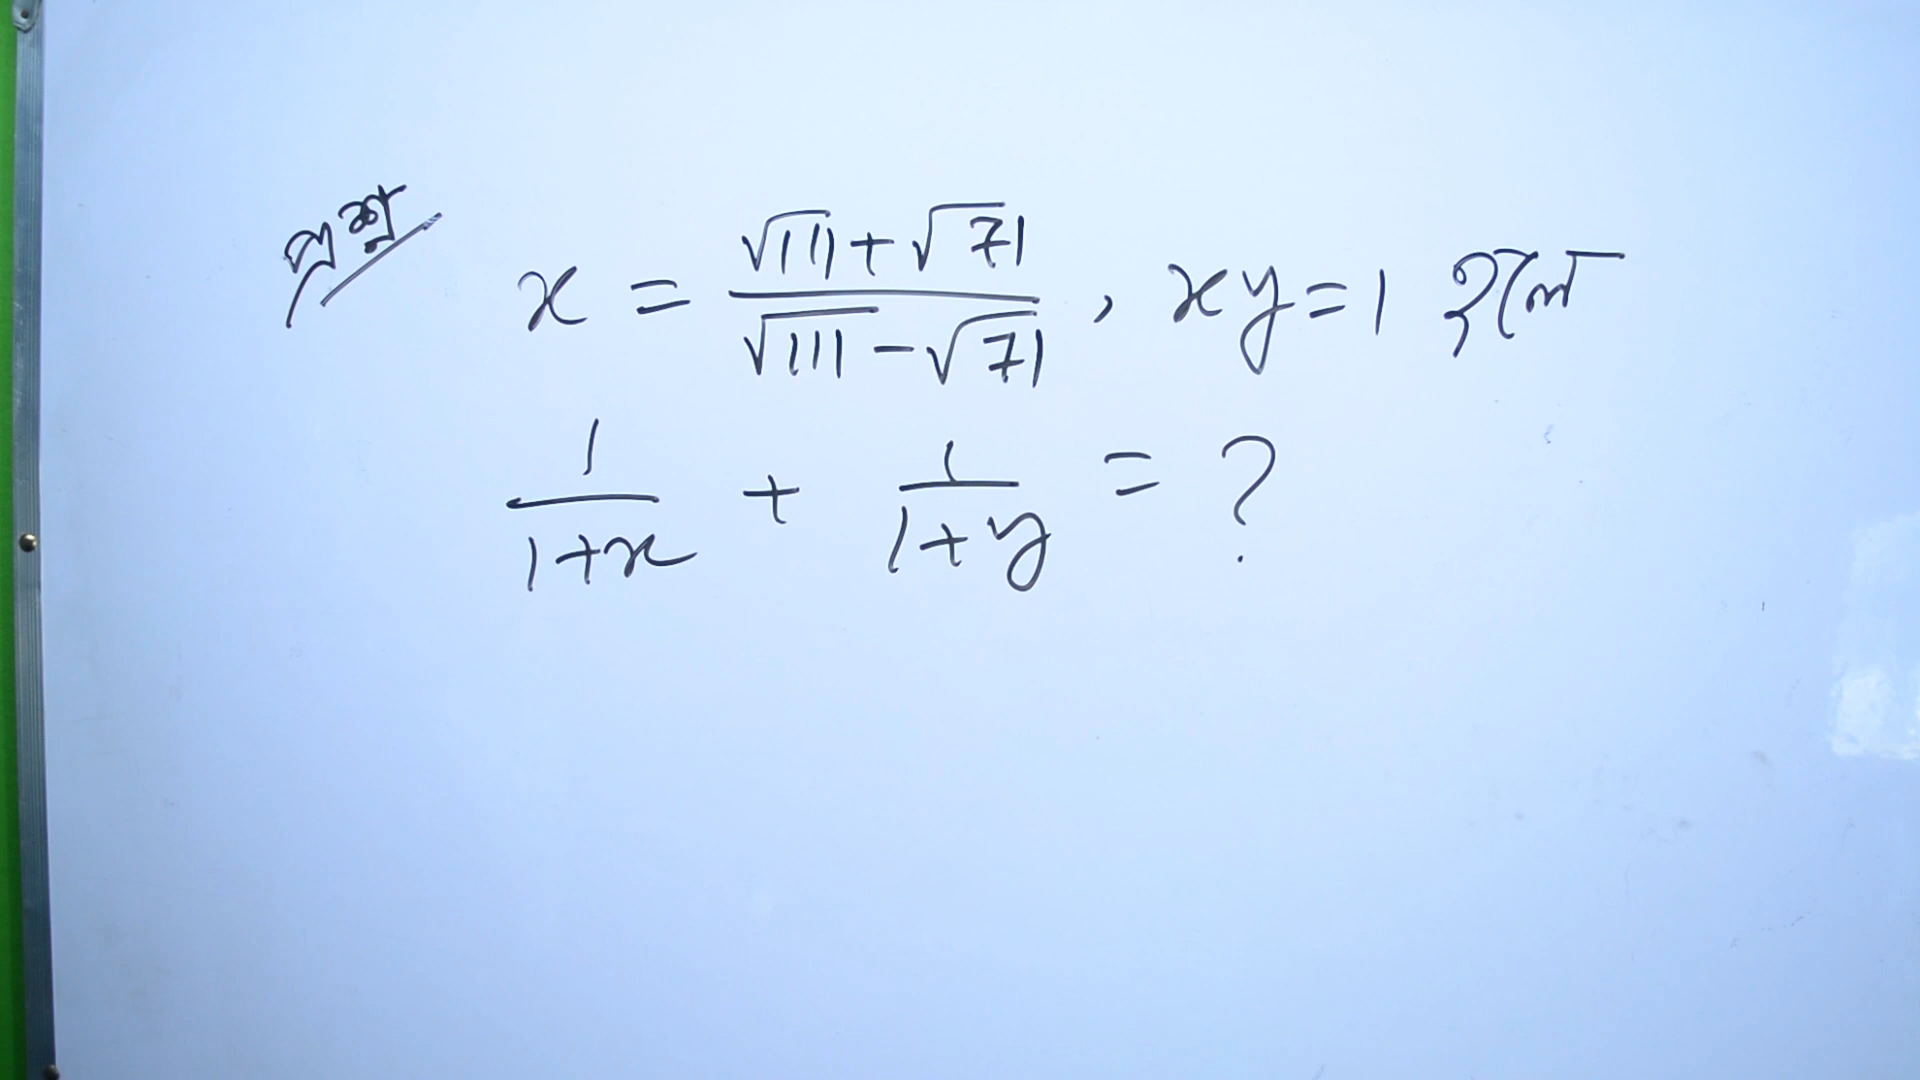 প্রশ্ন
x = (√111 + √71) / (√111 - √71) , xy = 1 হলে
1/(1+x) + 1/(1+y) = ?